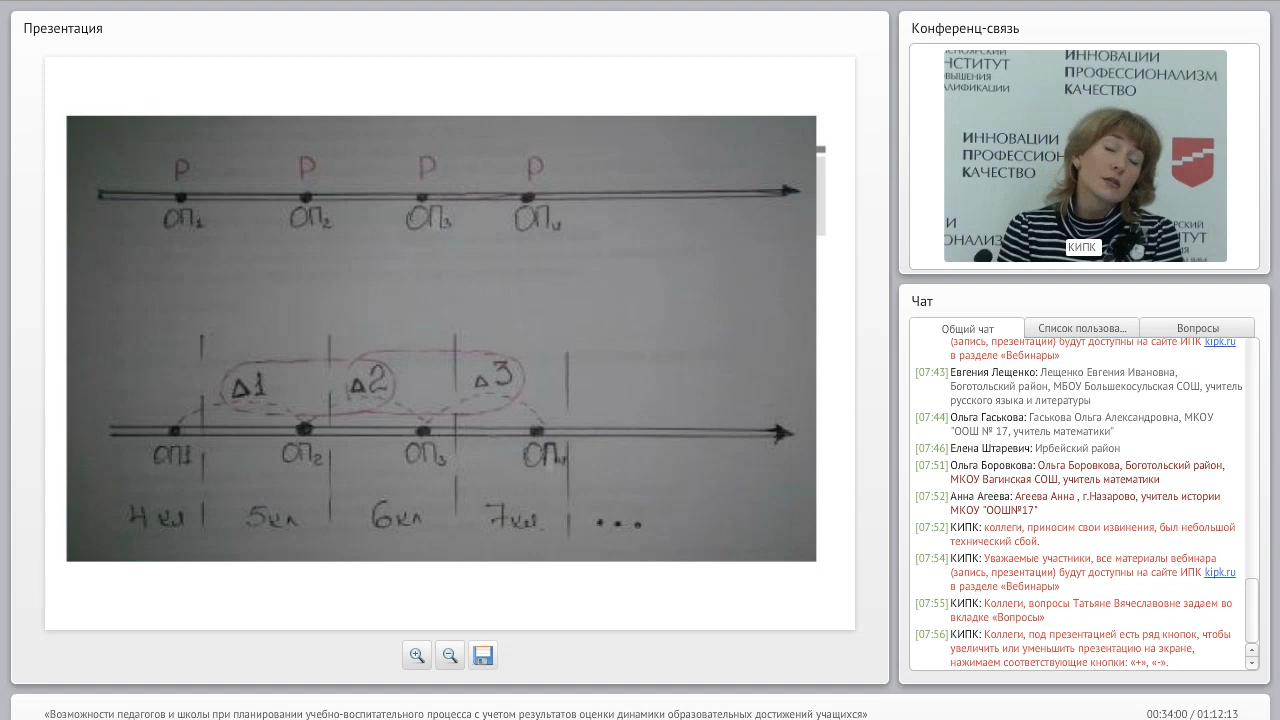 Презентация
P P P P
ОП1 ОП2 ОП3 ОП4
Δ1 Δ2 Δ3
ОП1 ОП2 ОП3 ОП4
4 кл 5 кл 6 кл 7 кл. ...
Конференц-связь
ИННОВАЦИИ
ПРОФЕССИОНАЛИЗМ
КАЧЕСТВО
ИННОВАЦИИ
КАЧЕСТВО
КИПК
Чат
Общий чат
Список пользова...
Вопросы
(запись, презентации) будут доступны на сайте ИПК kipk.ru
в разделе «Вебинары»
[07:43] Евгения Лещенко: Лещенко Евгения Ивановна,
Боготольский район, МБОУ Большекосульская СОШ, учитель
русского языка и литературы
[07:44] Ольга Гаськова: Гаськова Ольга Александровна, МКОУ
"ООШ № 17, учитель математики"
[07:46] Елена Штаревич: Ирбейский район
[07:51] Ольга Боровкова: Ольга Боровкова, Боготольский район,
МКОУ Вагинская СОШ, учитель математики
[07:52] Анна Агеева: Агеева Анна , г.Назарово, учитель истории
МКОУ "ООШ№17"
[07:52] КИПК: коллеги, приносим свои извинения, был небольшой
технический сбой.
[07:54] КИПК: Уважаемые участники, все материалы вебинара
(запись, презентации) будут доступны на сайте ИПК kipk.ru
в разделе «Вебинары»
[07:55] КИПК: Коллеги, вопросы Татьяне Вячеславовне задаем во
вкладке «Вопросы»
[07:56] КИПК: Коллеги, под презентацией есть ряд кнопок, чтобы
увеличить или уменьшить презентацию на экране,
нажимаем соответствующие кнопки: «+», «-».
«Возможности педагогов и школы при планировании учебно-воспитательного процесса с учетом результатов оценки динамики образовательных достижений учащихся»
00:34:00 / 01:12:13